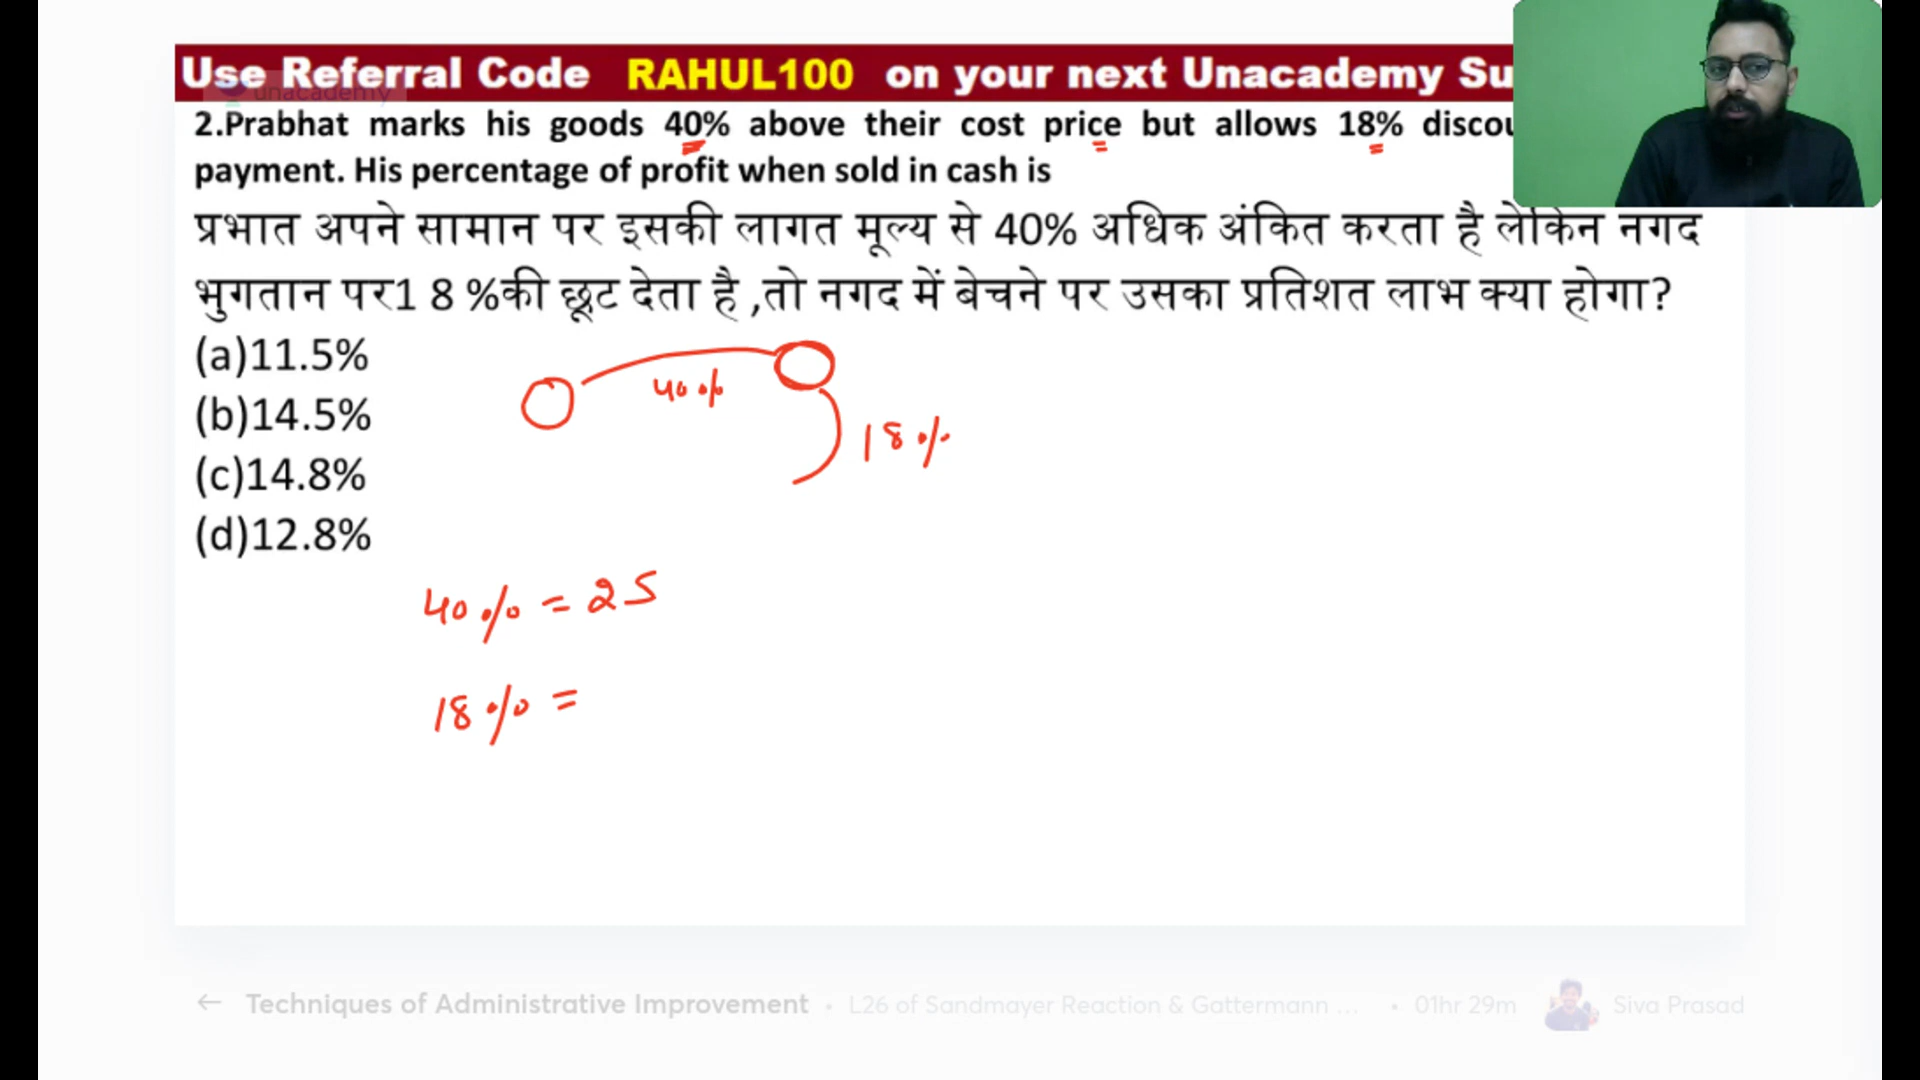 Use Referral Code RAHUL100 on your next Unacademy Su
unacademy
2.Prabhat marks his goods 40% above their cost price but allows 18% discou
payment. His percentage of profit when sold in cash is
प्रभात अपने सामान पर इसकी लागत मूल्य से 40% अधिक अंकित करता है लेकिन नगद
भुगतान पर1 8 %की छूट देता है ,तो नगद में बेचने पर उसका प्रतिशत लाभ क्या होगा?
(a)11.5%
(b)14.5%
(c)14.8%
(d)12.8%
40%
18%
40% = 25
18% =
← Techniques of Administrative Improvement • L26 of Sandmayer Reaction & Gattermann ... • 01hr 29m Siva Prasad